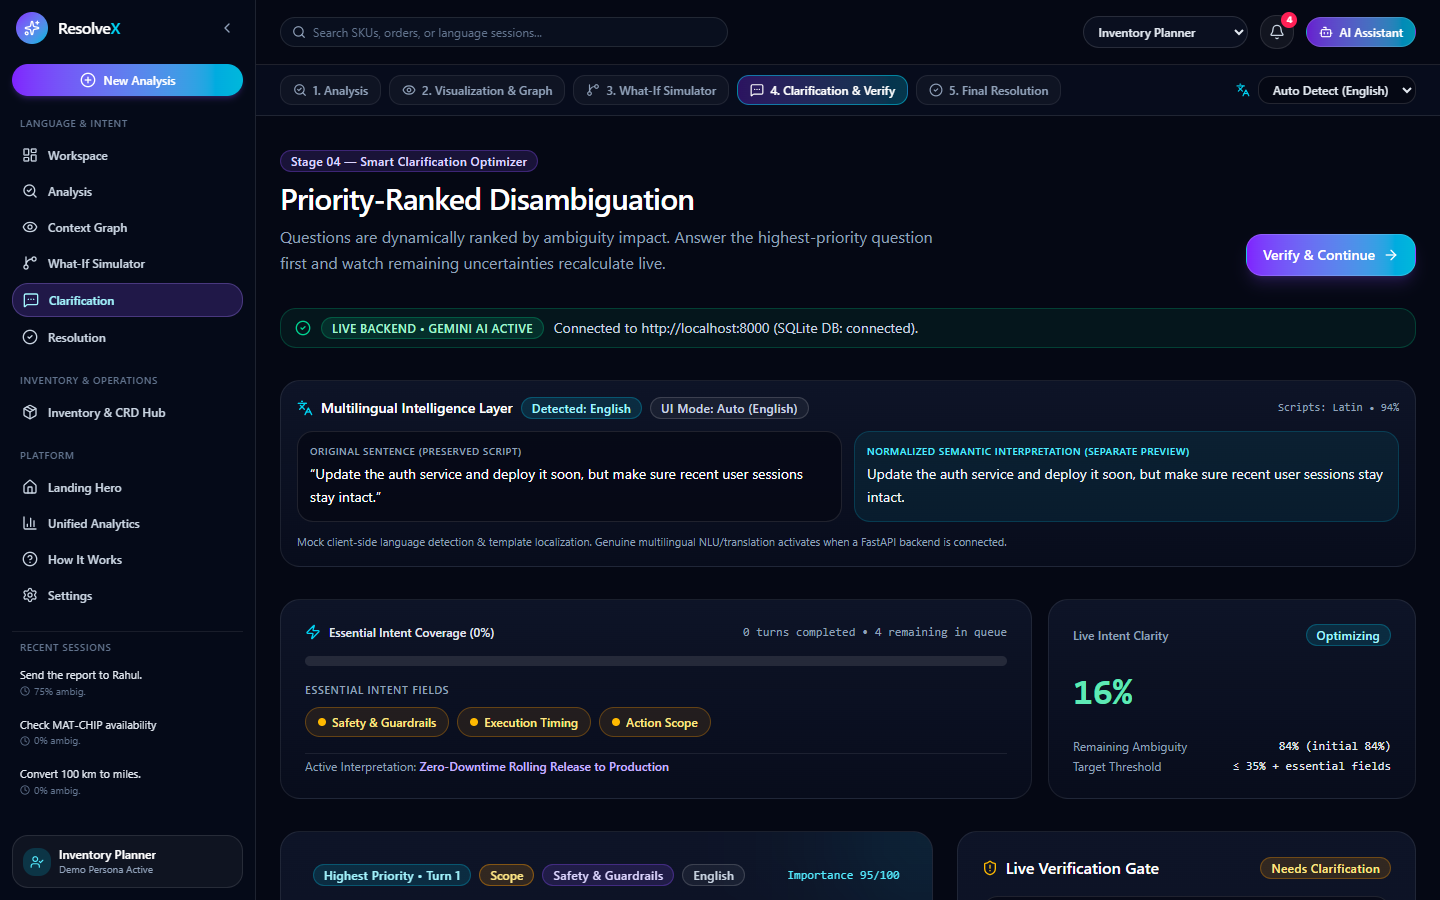 ResolveX
New Analysis
LANGUAGE & INTENT
Workspace
Analysis
Context Graph
What-If Simulator
Clarification
Resolution
INVENTORY & OPERATIONS
Inventory & CRD Hub
PLATFORM
Landing Hero
Unified Analytics
How It Works
Settings
RECENT SESSIONS
Send the report to Rahul.
75% ambig.
Check MAT-CHIP availability
0% ambig.
Convert 100 km to miles.
0% ambig.
Inventory Planner
Demo Persona Active
Search SKUs, orders, or language sessions...
Inventory Planner
4
AI Assistant
1. Analysis
2. Visualization & Graph
3. What-If Simulator
4. Clarification & Verify
5. Final Resolution
Auto Detect (English)
Stage 04 — Smart Clarification Optimizer
Priority-Ranked Disambiguation
Questions are dynamically ranked by ambiguity impact. Answer the highest-priority question
first and watch remaining uncertainties recalculate live.
Verify & Continue
LIVE BACKEND • GEMINI AI ACTIVE
Connected to http://localhost:8000 (SQLite DB: connected).
Multilingual Intelligence Layer
Detected: English
UI Mode: Auto (English)
Scripts: Latin • 94%
ORIGINAL SENTENCE (PRESERVED SCRIPT)
“Update the auth service and deploy it soon, but make sure recent user sessions
stay intact.”
NORMALIZED SEMANTIC INTERPRETATION (SEPARATE PREVIEW)
Update the auth service and deploy it soon, but make sure recent user sessions stay
intact.
Mock client-side language detection & template localization. Genuine multilingual NLU/translation activates when a FastAPI backend is connected.
Essential Intent Coverage (0%)
0 turns completed • 4 remaining in queue
ESSENTIAL INTENT FIELDS
Safety & Guardrails
Execution Timing
Action Scope
Active Interpretation: Zero-Downtime Rolling Release to Production
Live Intent Clarity
Optimizing
16%
Remaining Ambiguity
84% (initial 84%)
Target Threshold
≤ 35% + essential fields
Highest Priority • Turn 1
Scope
Safety & Guardrails
English
Importance 95/100
Live Verification Gate
Needs Clarification